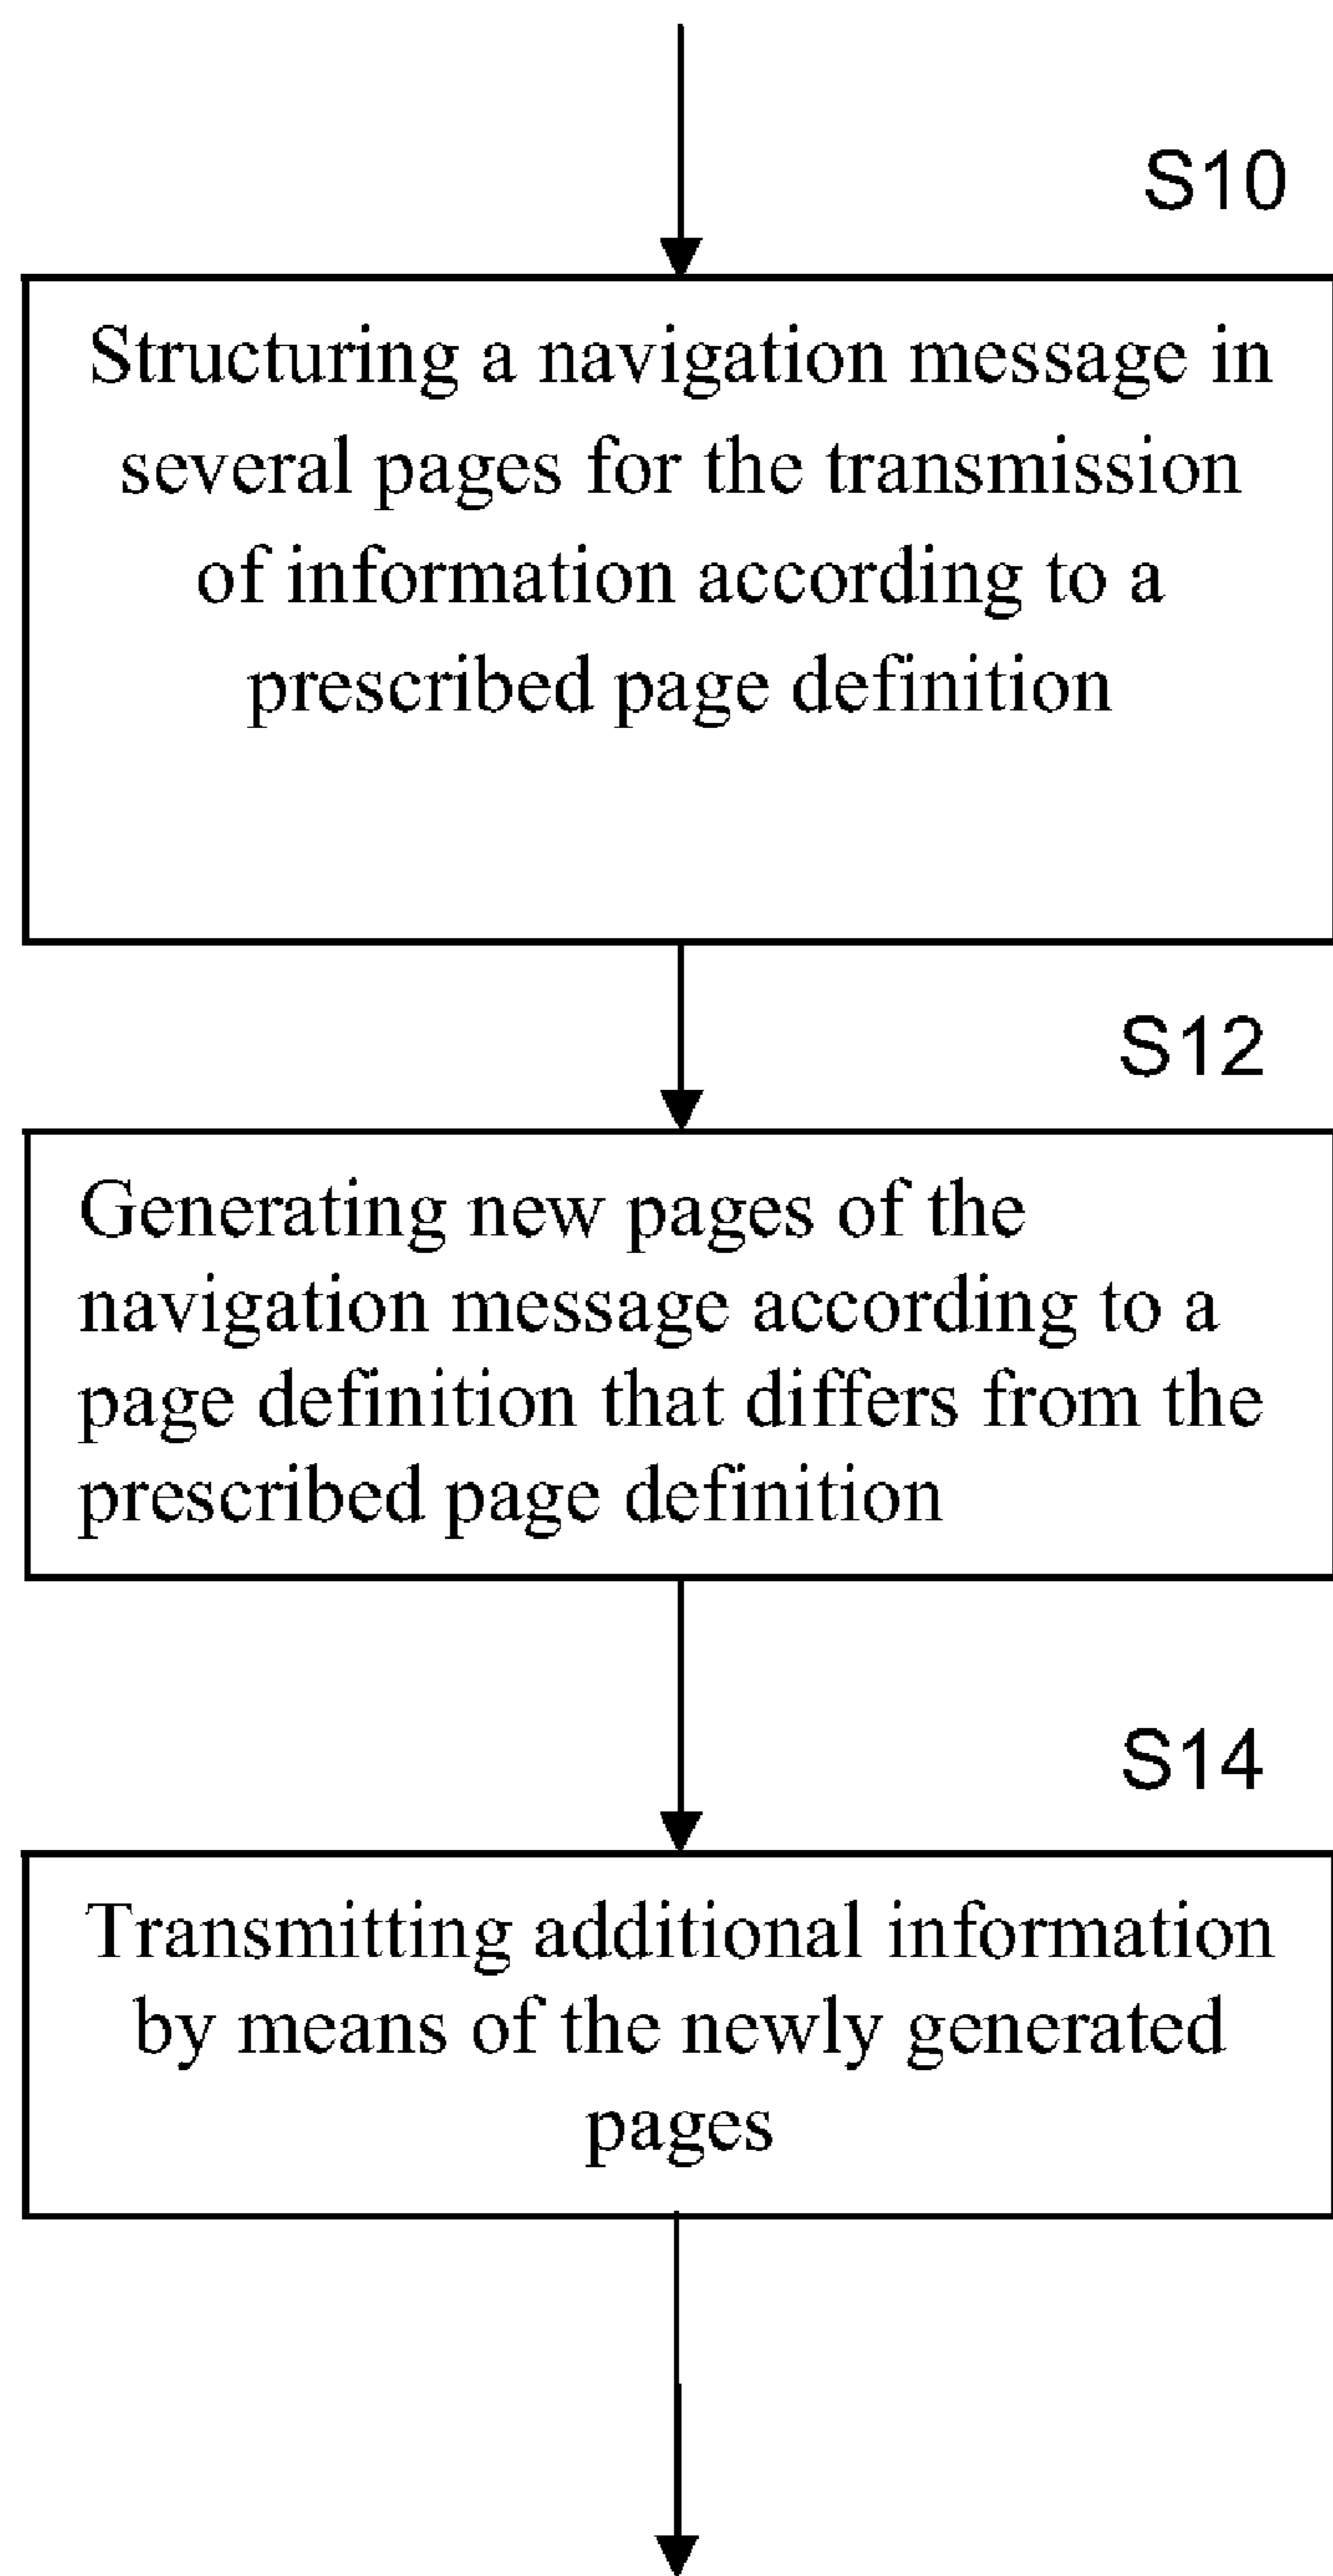 S10
Structuring a navigation message in
several pages for the transmission
of information according to a
prescribed page definition
S12
Generating new pages of the
navigation message according to a
page definition that differs from the
prescribed page definition
S14
Transmitting additional information
by means of the newly generated
pages